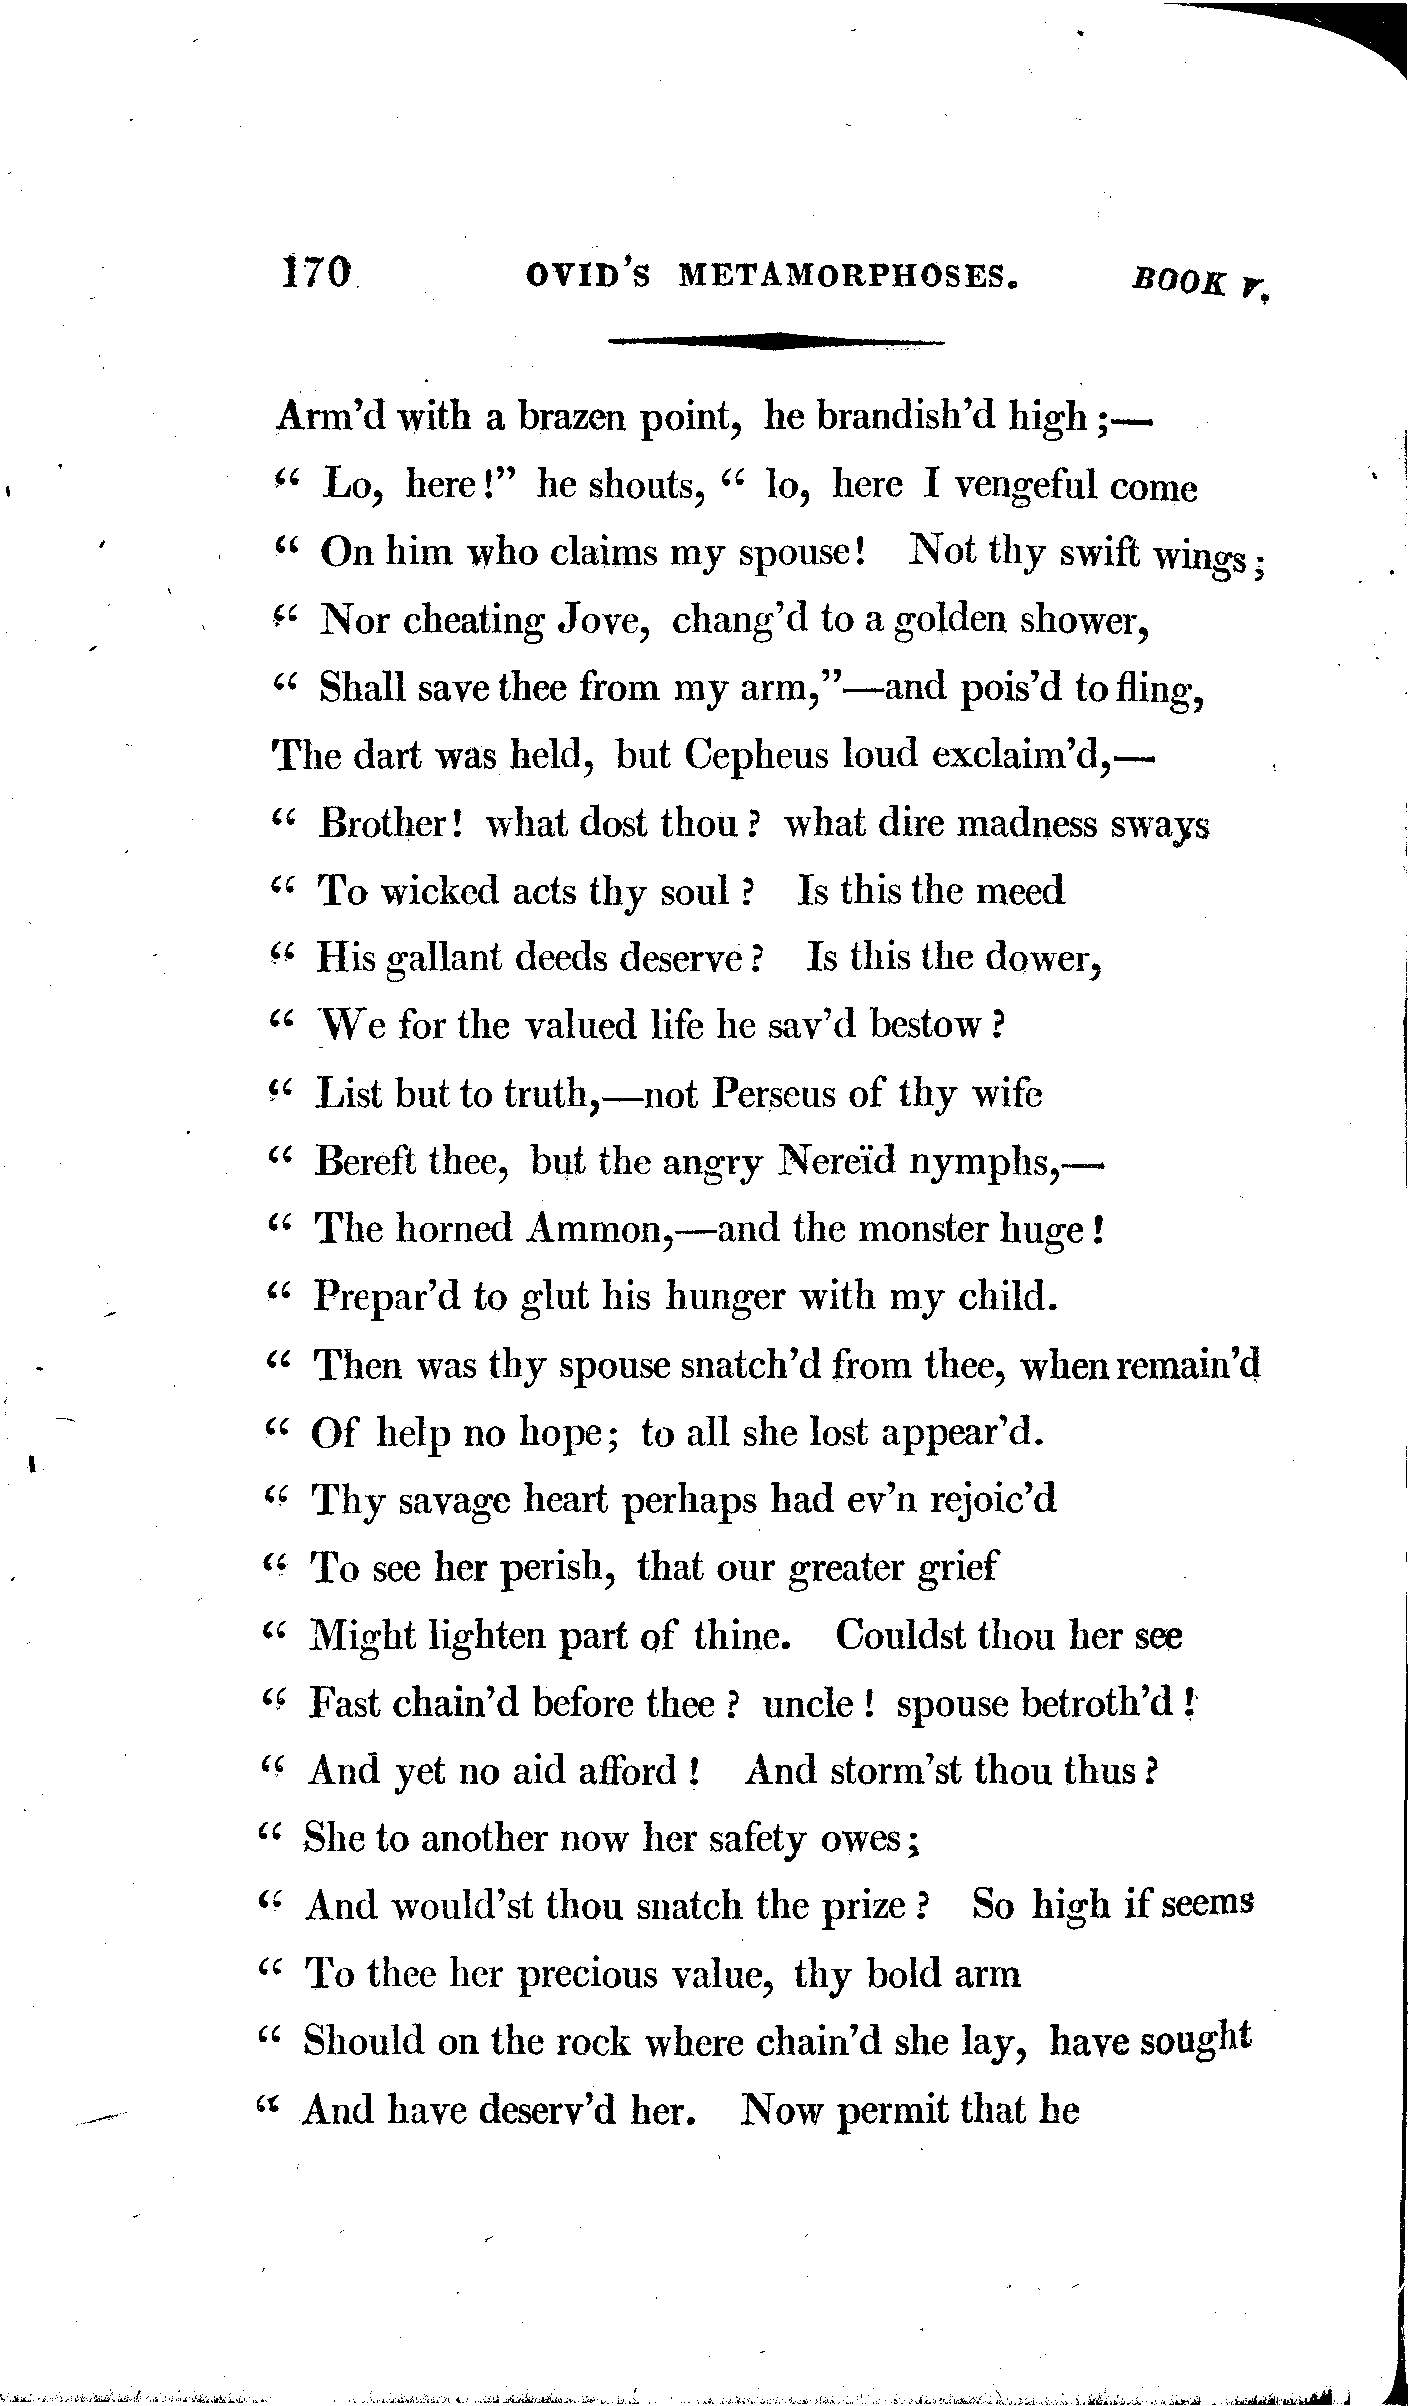 170 OVID'S METAMORPHOSES. BOOK V.
Arm'd with a brazen point, he brandish'd high;—
“ Lo, here!” he shouts, “ lo, here I vengeful come
“ On him who claims my spouse! Not thy swift wings;
“ Nor cheating Jove, chang'd to a golden shower,
“ Shall save thee from my arm,”—and pois'd to fling,
The dart was held, but Cepheus loud exclaim'd,—
“ Brother! what dost thou? what dire madness sways
“ To wicked acts thy soul? Is this the meed
“ His gallant deeds deserve? Is this the dower,
“ We for the valued life he sav'd bestow?
“ List but to truth,—not Perseus of thy wife
“ Bereft thee, but the angry Nereïd nymphs,—
“ The horned Ammon,—and the monster huge!
“ Prepar'd to glut his hunger with my child.
“ Then was thy spouse snatch'd from thee, when remain'd
“ Of help no hope; to all she lost appear'd.
“ Thy savage heart perhaps had ev'n rejoic'd
“ To see her perish, that our greater grief
“ Might lighten part of thine. Couldst thou her see
“ Fast chain'd before thee? uncle! spouse betroth'd!
“ And yet no aid afford! And storm'st thou thus?
“ She to another now her safety owes;
“ And would'st thou snatch the prize? So high if seems
“ To thee her precious value, thy bold arm
“ Should on the rock where chain'd she lay, have sought
“ And have deserv'd her. Now permit that he